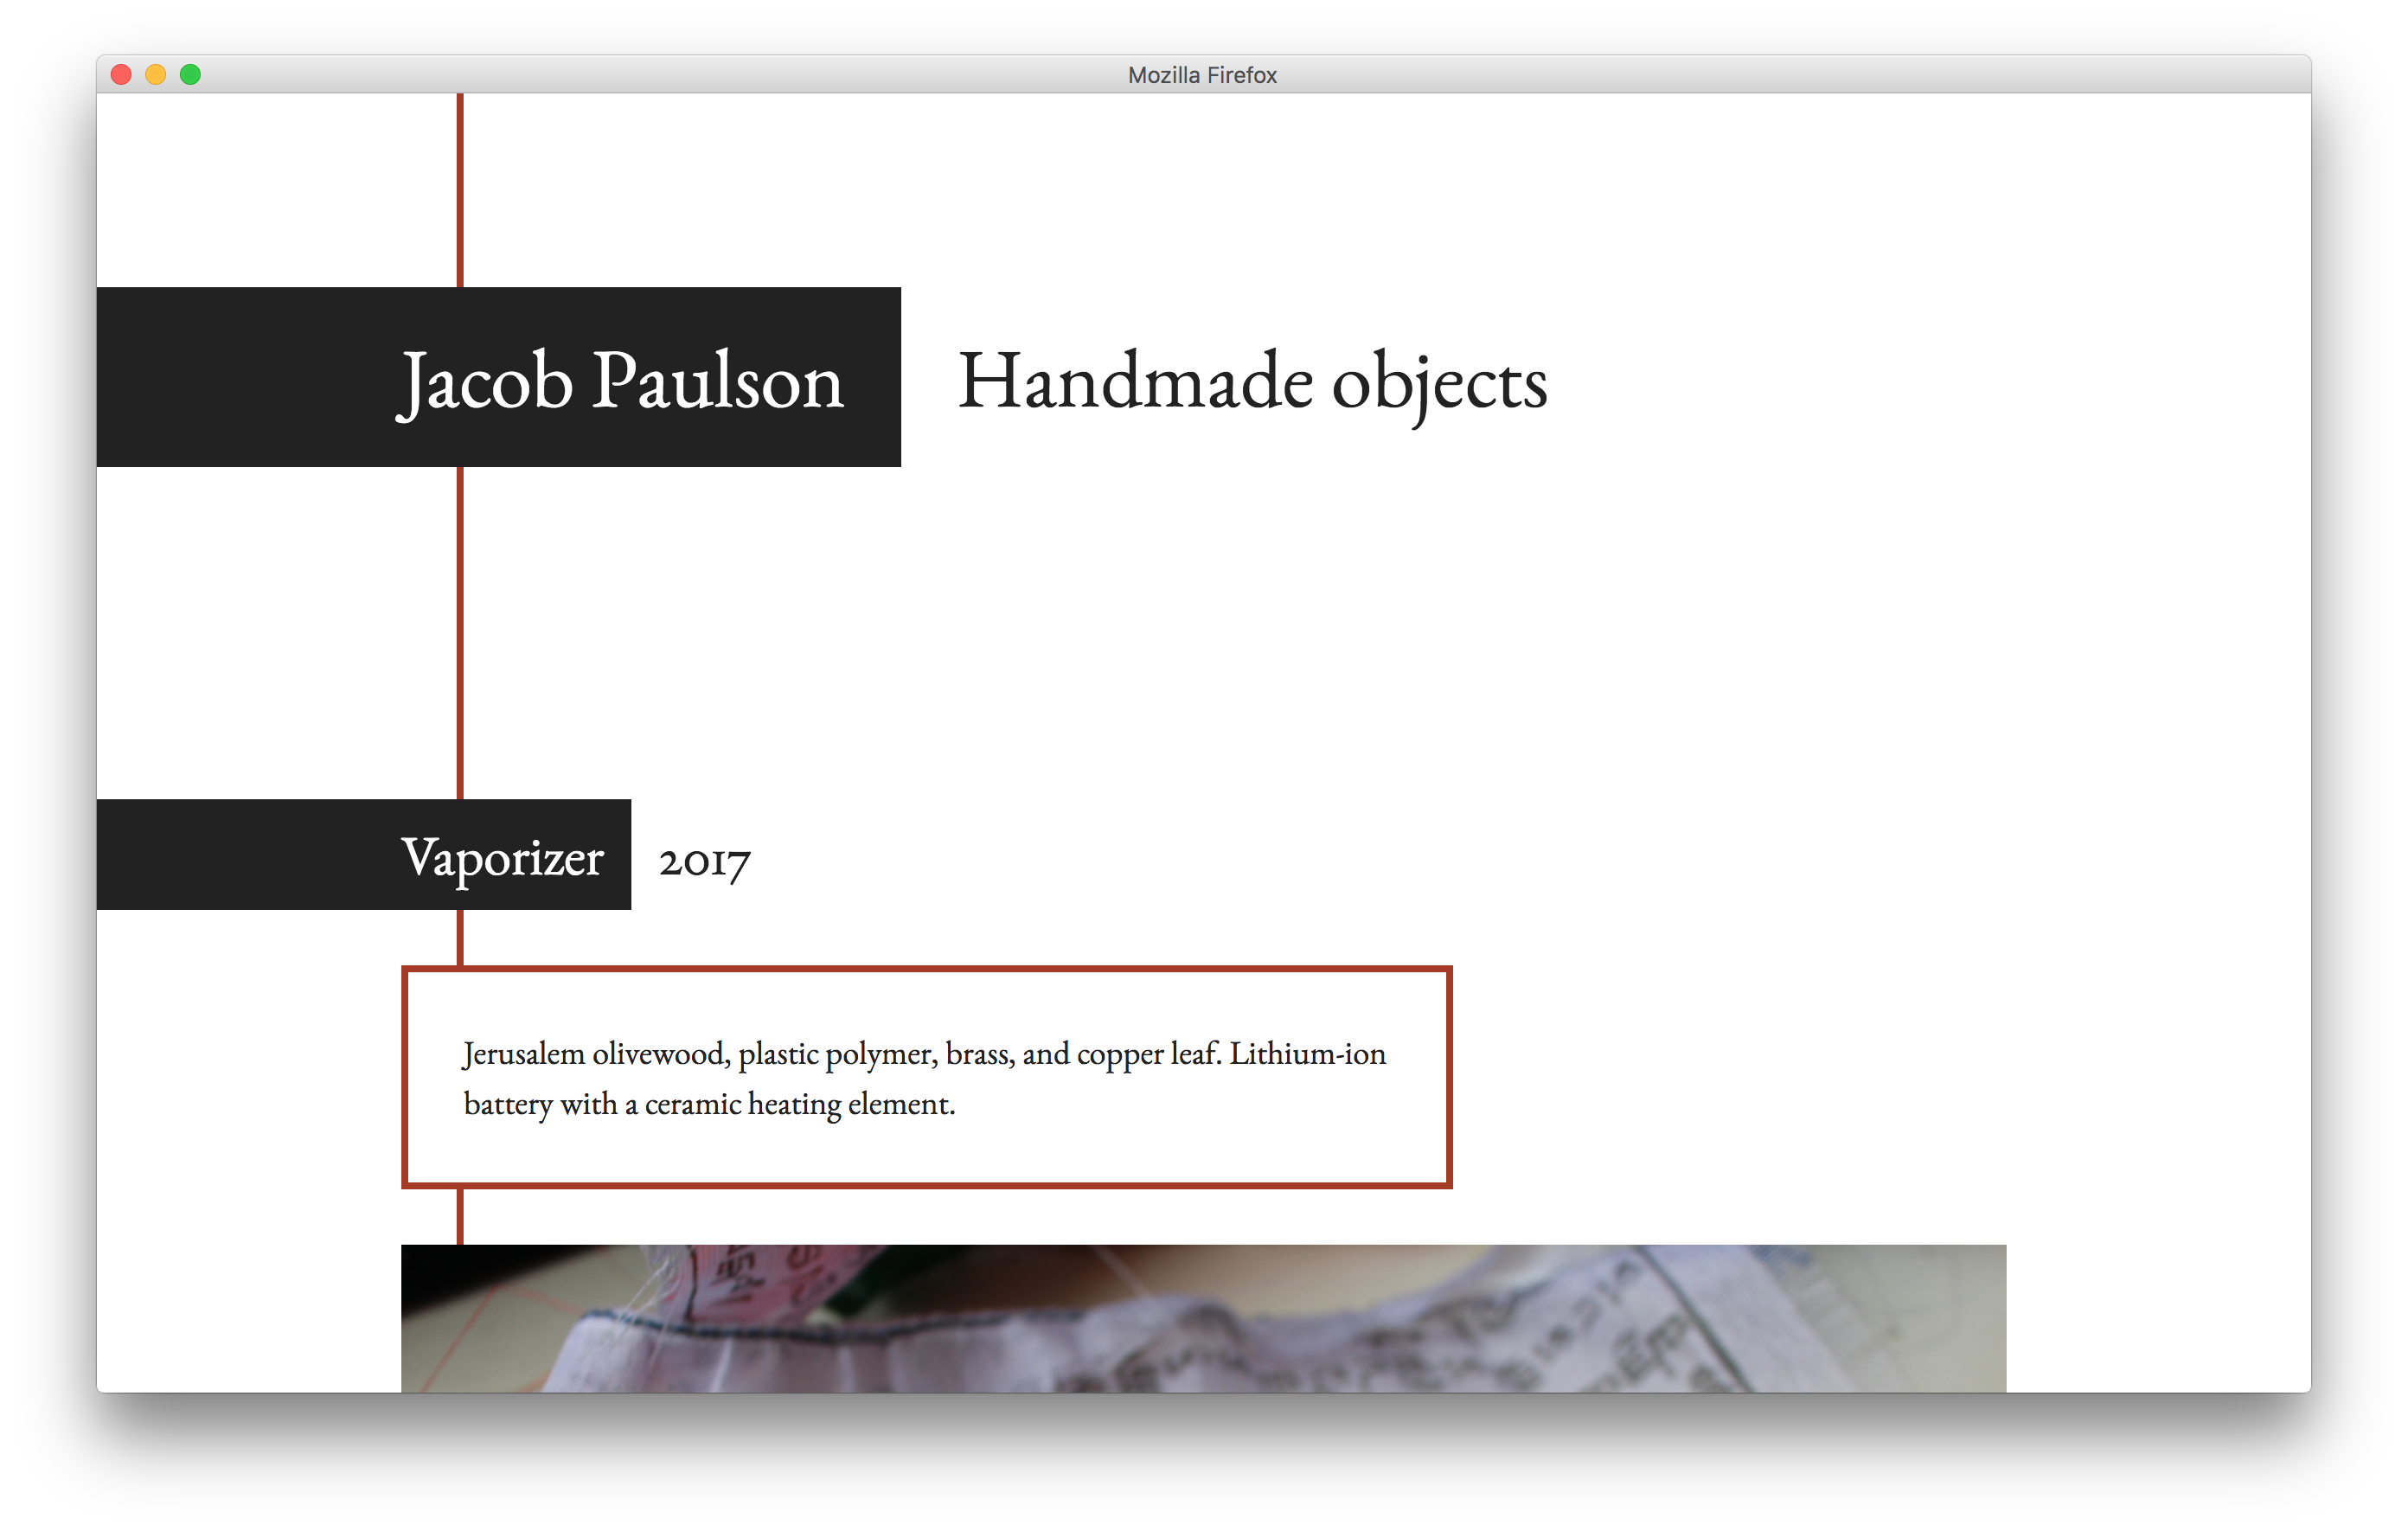 Mozilla Firefox
Jacob Paulson Handmade objects
Vaporizer 2017
Jerusalem olivewood, plastic polymer, brass, and copper leaf. Lithium-ion
battery with a ceramic heating element.